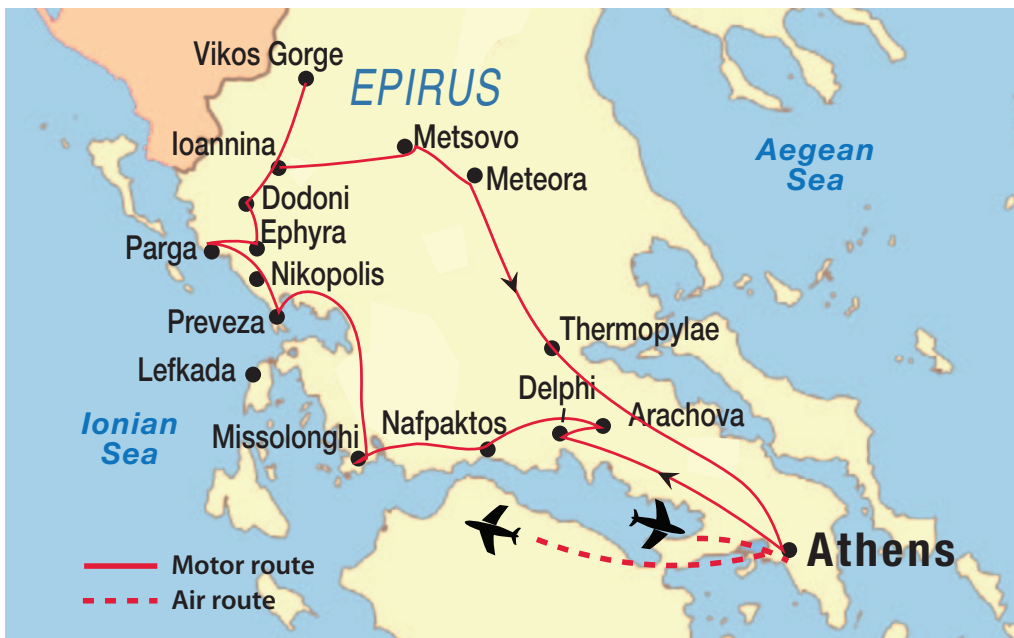 Vikos Gorge
EPIRUS
Ioannina
Metsovo
Aegean
Sea
Meteora
Dodoni
Ephyra
Parga
Nikopolis
Preveza
Thermopylae
Lefkada
Delphi
Arachova
Ionian
Sea
Missolonghi
Nafpaktos
Athens
Motor route
Air route